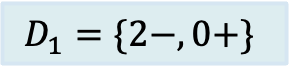 D₁ = {2−, 0+}